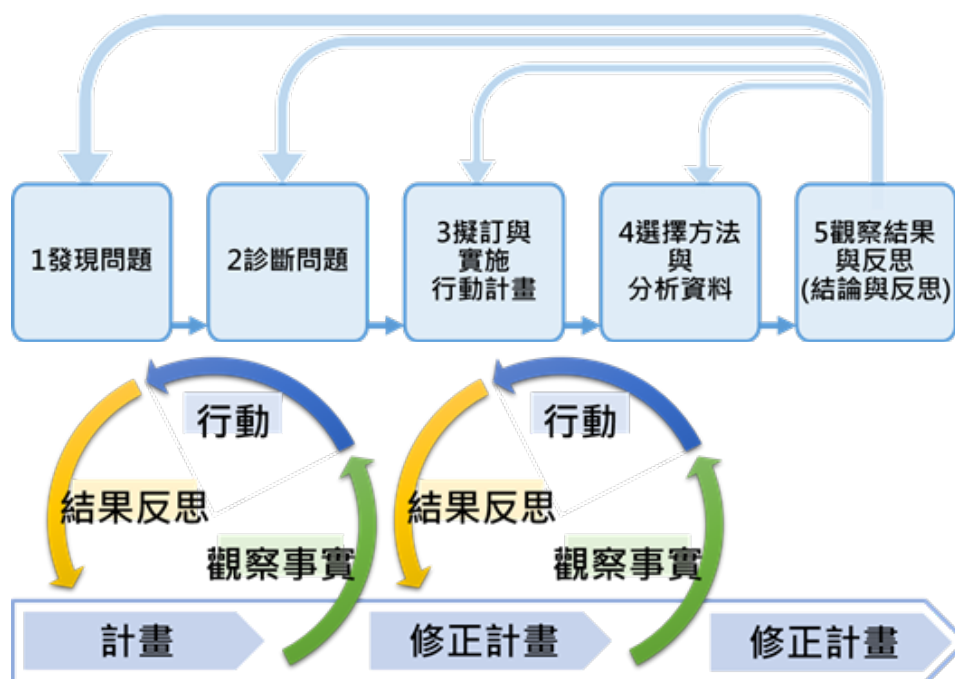 1發現問題
2診斷問題
3擬訂與
實施
行動計畫
4選擇方法
與
分析資料
5觀察結果
與反思
(結論與反思)
行動
結果反思
觀察事實
行動
結果反思
觀察事實
計畫
修正計畫
修正計畫